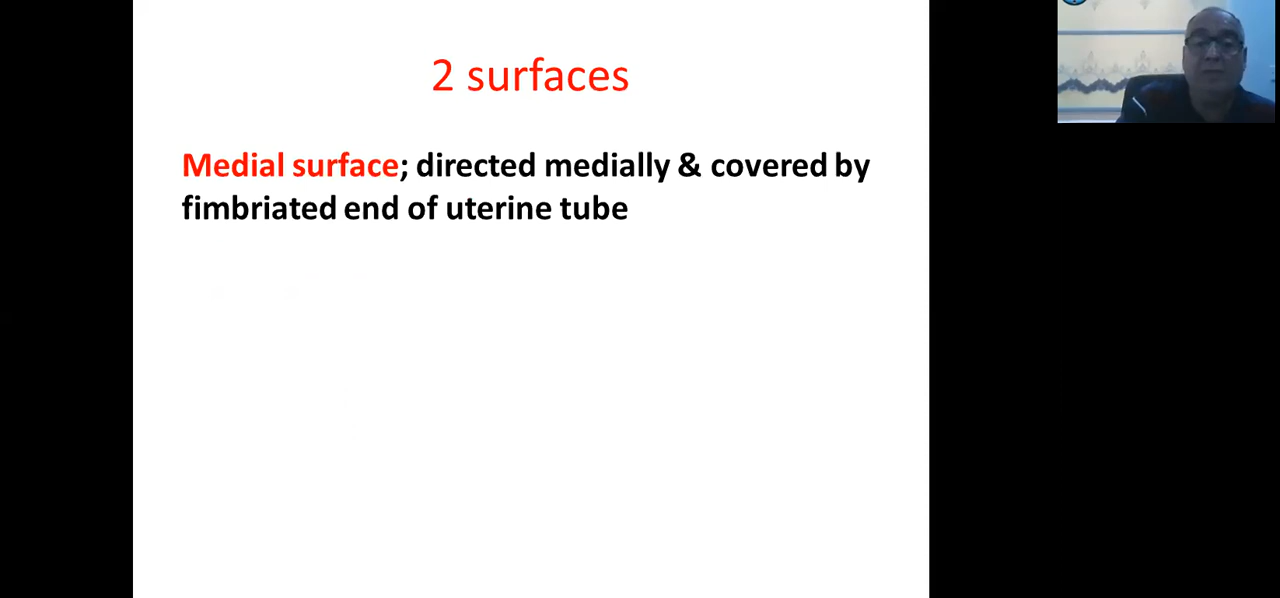 2 surfaces
Medial surface; directed medially & covered by
fimbriated end of uterine tube